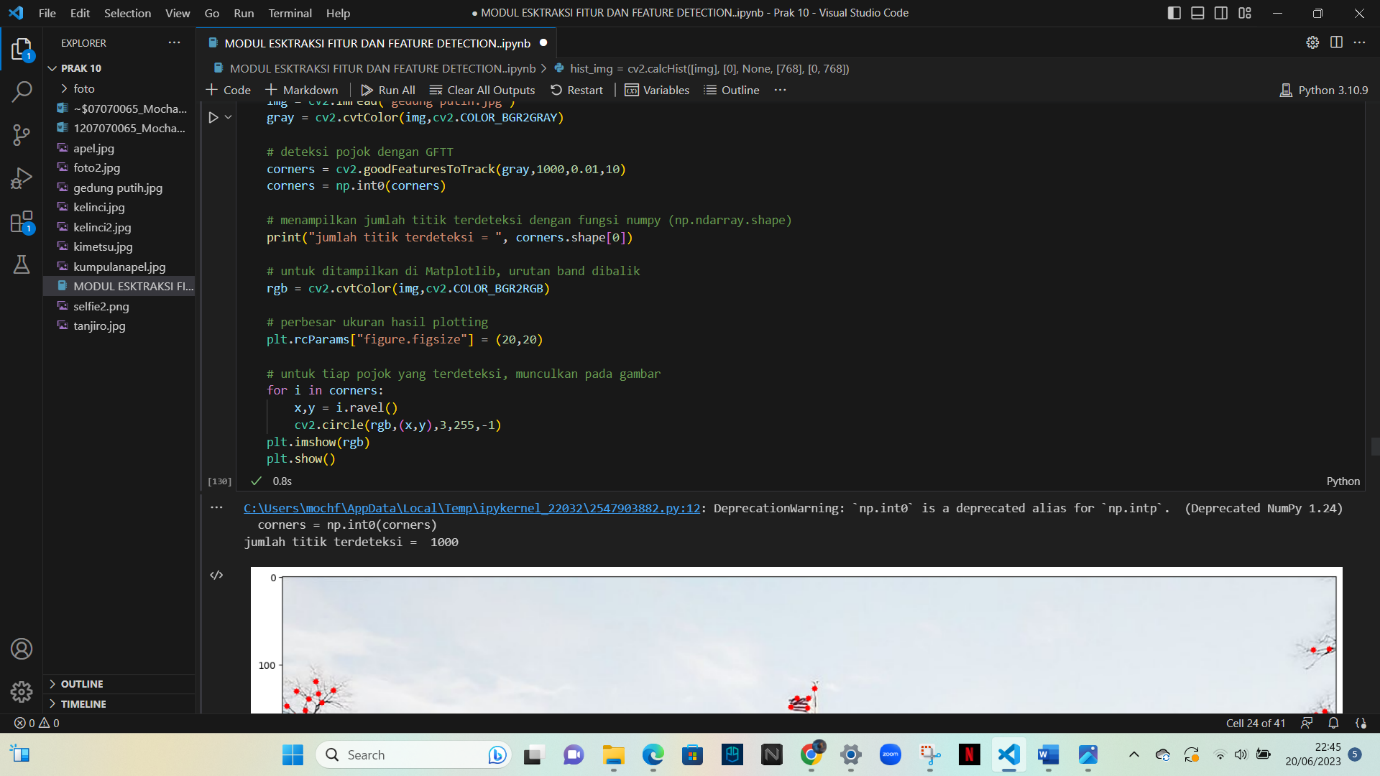 File Edit Selection View Go Run Terminal Help
● MODUL ESKTRAKSI FITUR DAN FEATURE DETECTION..ipynb - Prak 10 - Visual Studio Code
EXPLORER
MODUL ESKTRAKSI FITUR DAN FEATURE DETECTION..ipynb ●
PRAK 10
MODUL ESKTRAKSI FITUR DAN FEATURE DETECTION..ipynb > hist_img = cv2.calcHist([img], [0], None, [768], [0, 768])
+ Code + Markdown Run All Clear All Outputs Restart Variables Outline ... Python 3.10.9
foto
~$07070065_Mocha...
1207070065_Mocha...
apel.jpg
foto2.jpg
gedung putih.jpg
kelinci.jpg
kelinci2.jpg
kimetsu.jpg
kumpulanapel.jpg
MODUL ESKTRAKSI FI...
selfie2.png
tanjiro.jpg
img = cv2.imread("gedung putih.jpg")
gray = cv2.cvtColor(img,cv2.COLOR_BGR2GRAY)
# deteksi pojok dengan GFTT
corners = cv2.goodFeaturesToTrack(gray,1000,0.01,10)
corners = np.int0(corners)
# menampilkan jumlah titik terdeteksi dengan fungsi numpy (np.ndarray.shape)
print("jumlah titik terdeteksi = ", corners.shape[0])
# untuk ditampilkan di Matplotlib, urutan band dibalik
rgb = cv2.cvtColor(img,cv2.COLOR_BGR2RGB)
# perbesar ukuran hasil plotting
plt.rcParams["figure.figsize"] = (20,20)
# untuk tiap pojok yang terdeteksi, munculkan pada gambar
for i in corners:
x,y = i.ravel()
cv2.circle(rgb,(x,y),3,255,-1)
plt.imshow(rgb)
plt.show()
[130] 0.8s Python
C:\Users\mochf\AppData\Local\Temp\ipykernel_22032\2547903882.py:12: DeprecationWarning: `np.int0` is a deprecated alias for `np.intp`. (Deprecated NumPy 1.24)
corners = np.int0(corners)
jumlah titik terdeteksi = 1000
0
100
OUTLINE
TIMELINE
0 0 Cell 24 of 41
Search
zoom
22:45
20/06/2023
5